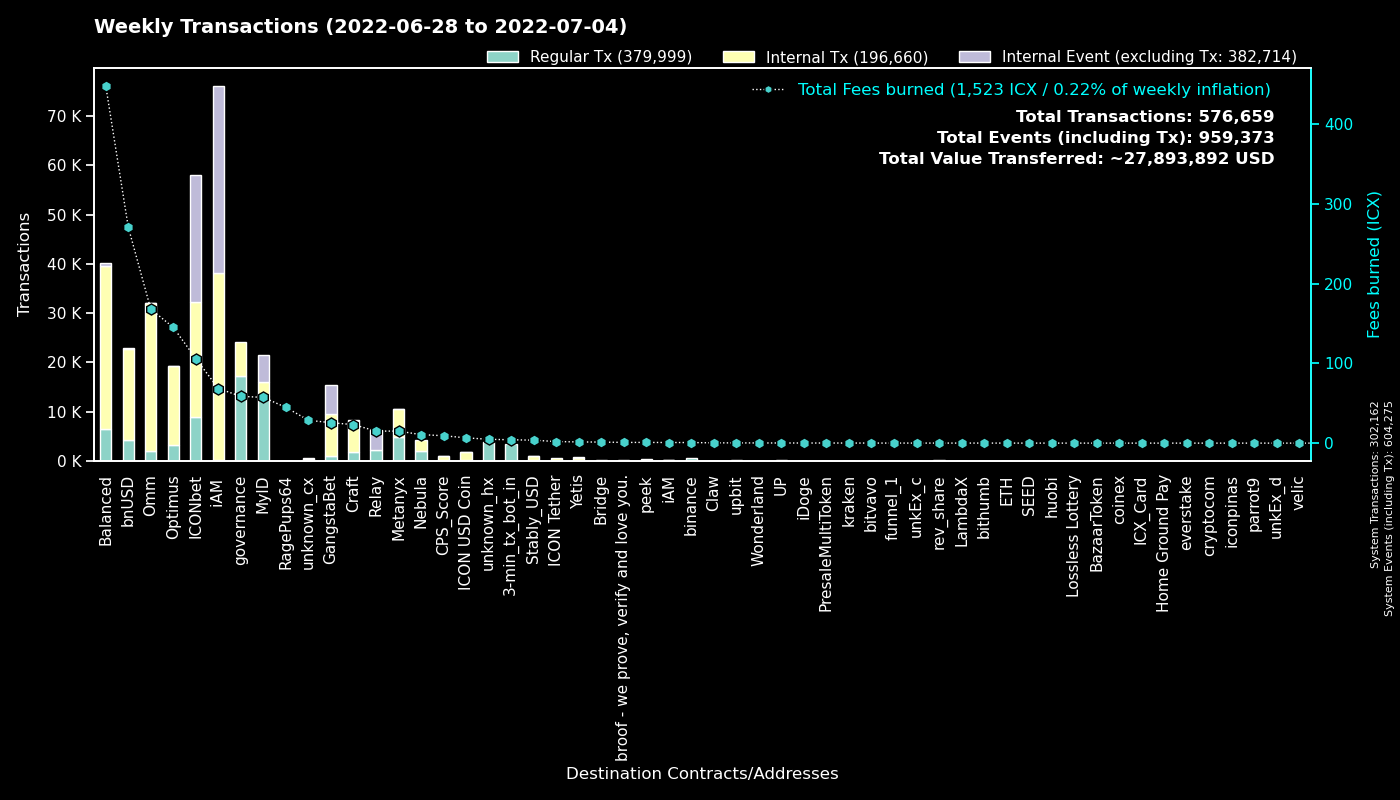 Weekly Transactions (2022-06-28 to 2022-07-04)
Regular Tx (379,999)
Internal Tx (196,660)
Internal Event (excluding Tx: 382,714)
Total Fees burned (1,523 ICX / 0.22% of weekly inflation)
Total Transactions: 576,659
Total Events (including Tx): 959,373
Total Value Transferred: ~27,893,892 USD
Transactions
70 K
60 K
50 K
40 K
30 K
20 K
10 K
0 K
400
300
200
100
0
Fees burned (ICX)
System Transactions: 302,162
System Events (including Tx): 604,275
Balanced
bnUSD
Omm
Optimus
ICONbet
iAM
governance
MyID
RagePups64
unknown_cx
GangstaBet
Craft
Relay
Metanyx
Nebula
CPS_Score
ICON USD Coin
unknown_hx
3-min_tx_bot_in
Stably_USD
ICON Tether
Yetis
Bridge
broof - we prove, verify and love you.
peek
iAM
binance
Claw
upbit
Wonderland
UP
iDoge
PresaleMultiToken
kraken
bitvavo
funnel_1
unkEx_c
rev_share
LambdaX
bithumb
ETH
SEED
huobi
Lossless Lottery
BazaarToken
coinex
ICX_Card
Home Ground Pay
everstake
cryptocom
iconpinas
parrot9
unkEx_d
velic
Destination Contracts/Addresses